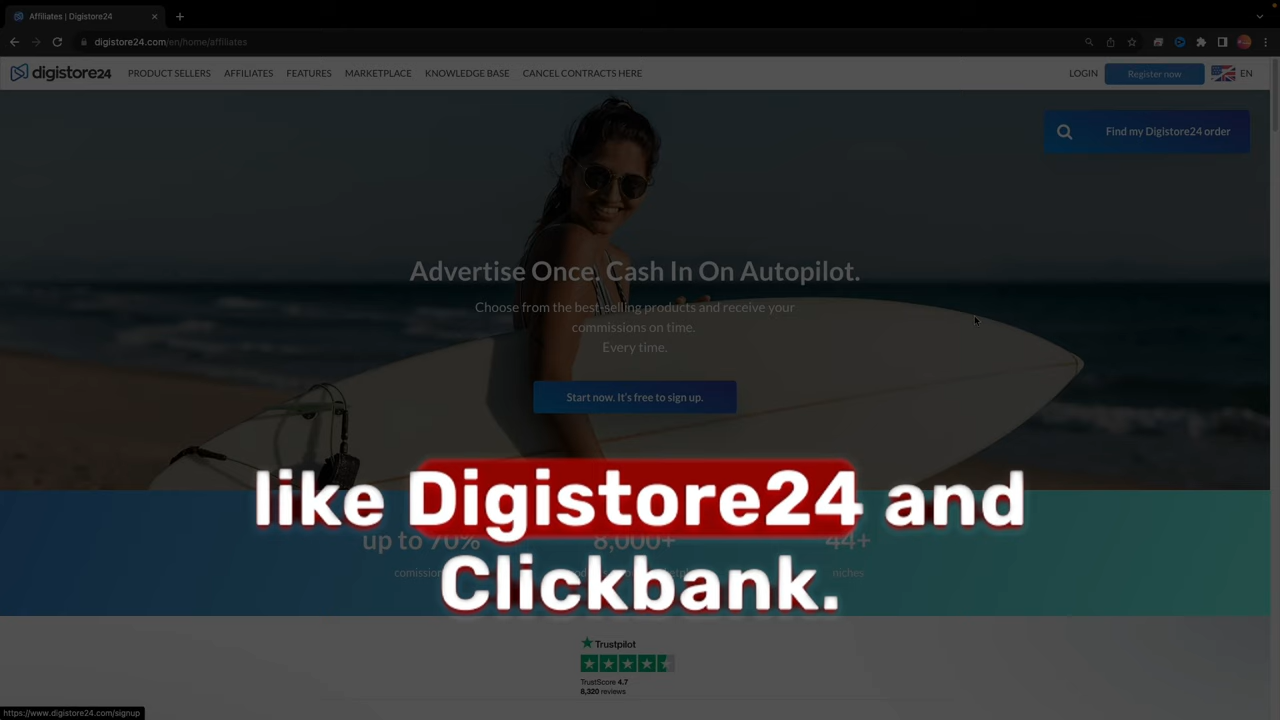 Affiliates | Digistore24
digistore24.com/en/home/affiliates
digistore24 PRODUCT SELLERS AFFILIATES FEATURES MARKETPLACE KNOWLEDGE BASE CANCEL CONTRACTS HERE LOGIN Register now EN
Find my Digistore24 order
Advertise Once. Cash In On Autopilot.
Choose from the best-selling products and receive your
commissions on time.
Every time.
Start now. It's free to sign up.
like Digistore24 and
up to 70% 8,000+ 44+
niches
Clickbank.
Trustpilot
TrustScore 4.7
8,320 reviews
https://www.digistore24.com/signup